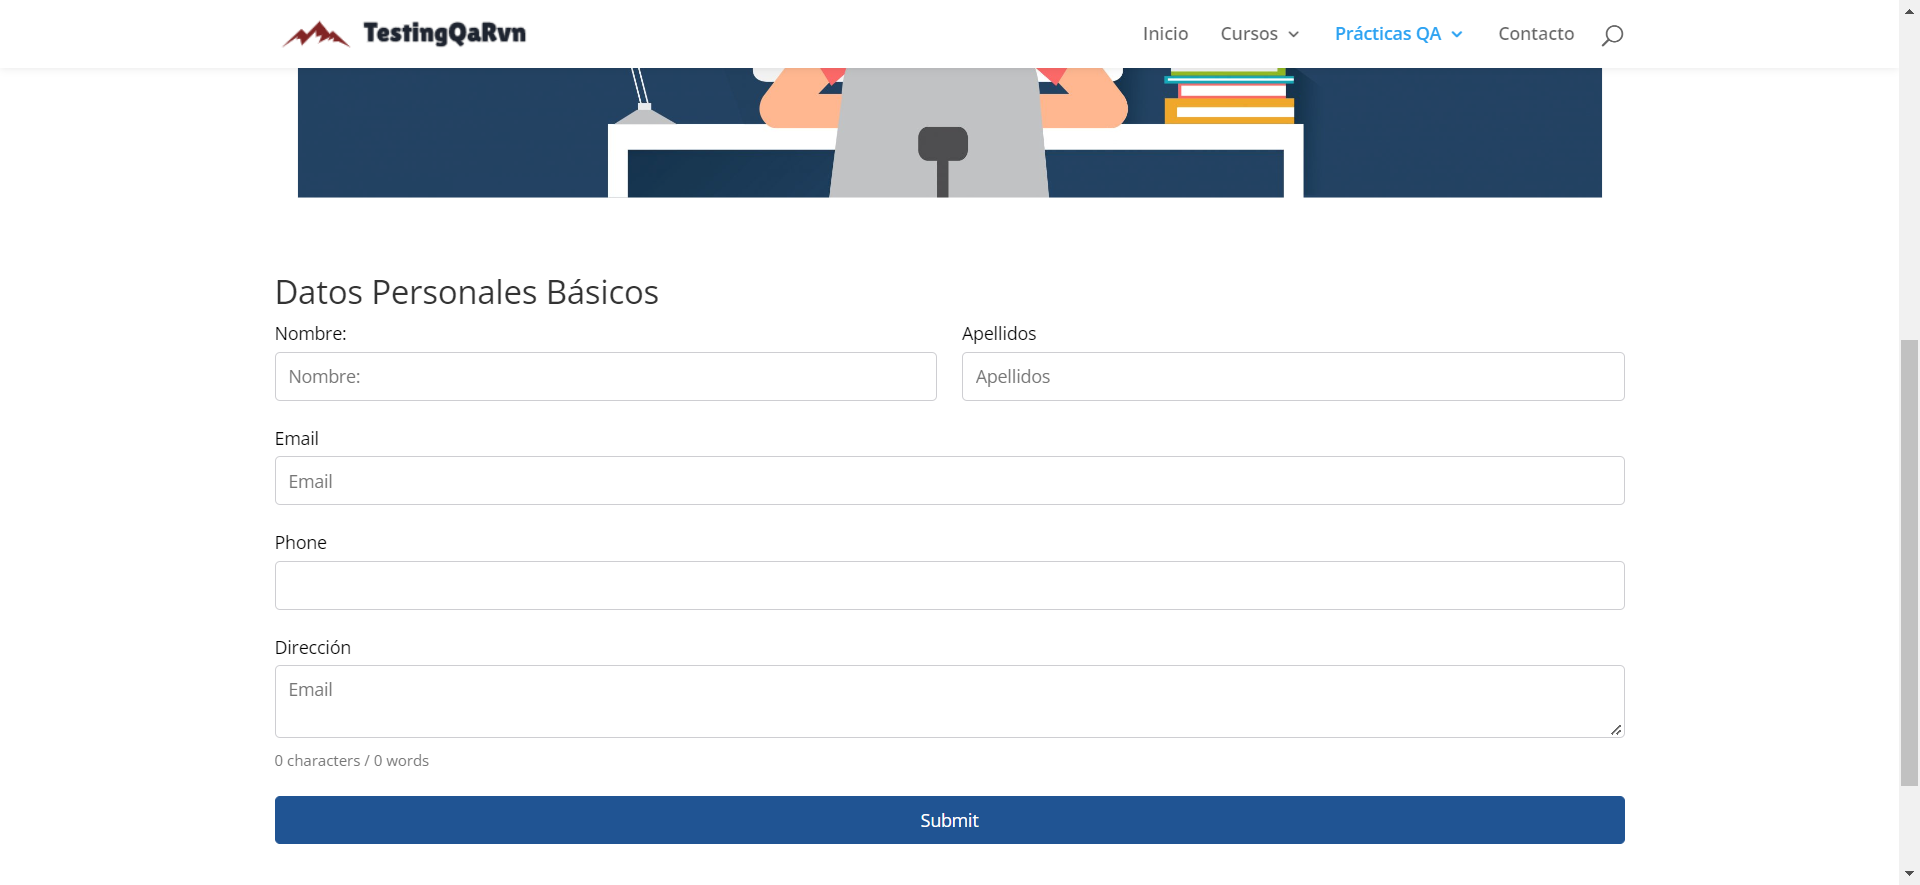 TestingQaRvn
Inicio Cursos Prácticas QA Contacto
Datos Personales Básicos
Nombre: Apellidos
Nombre: Apellidos
Email
Email
Phone
Dirección
Email
0 characters / 0 words
Submit